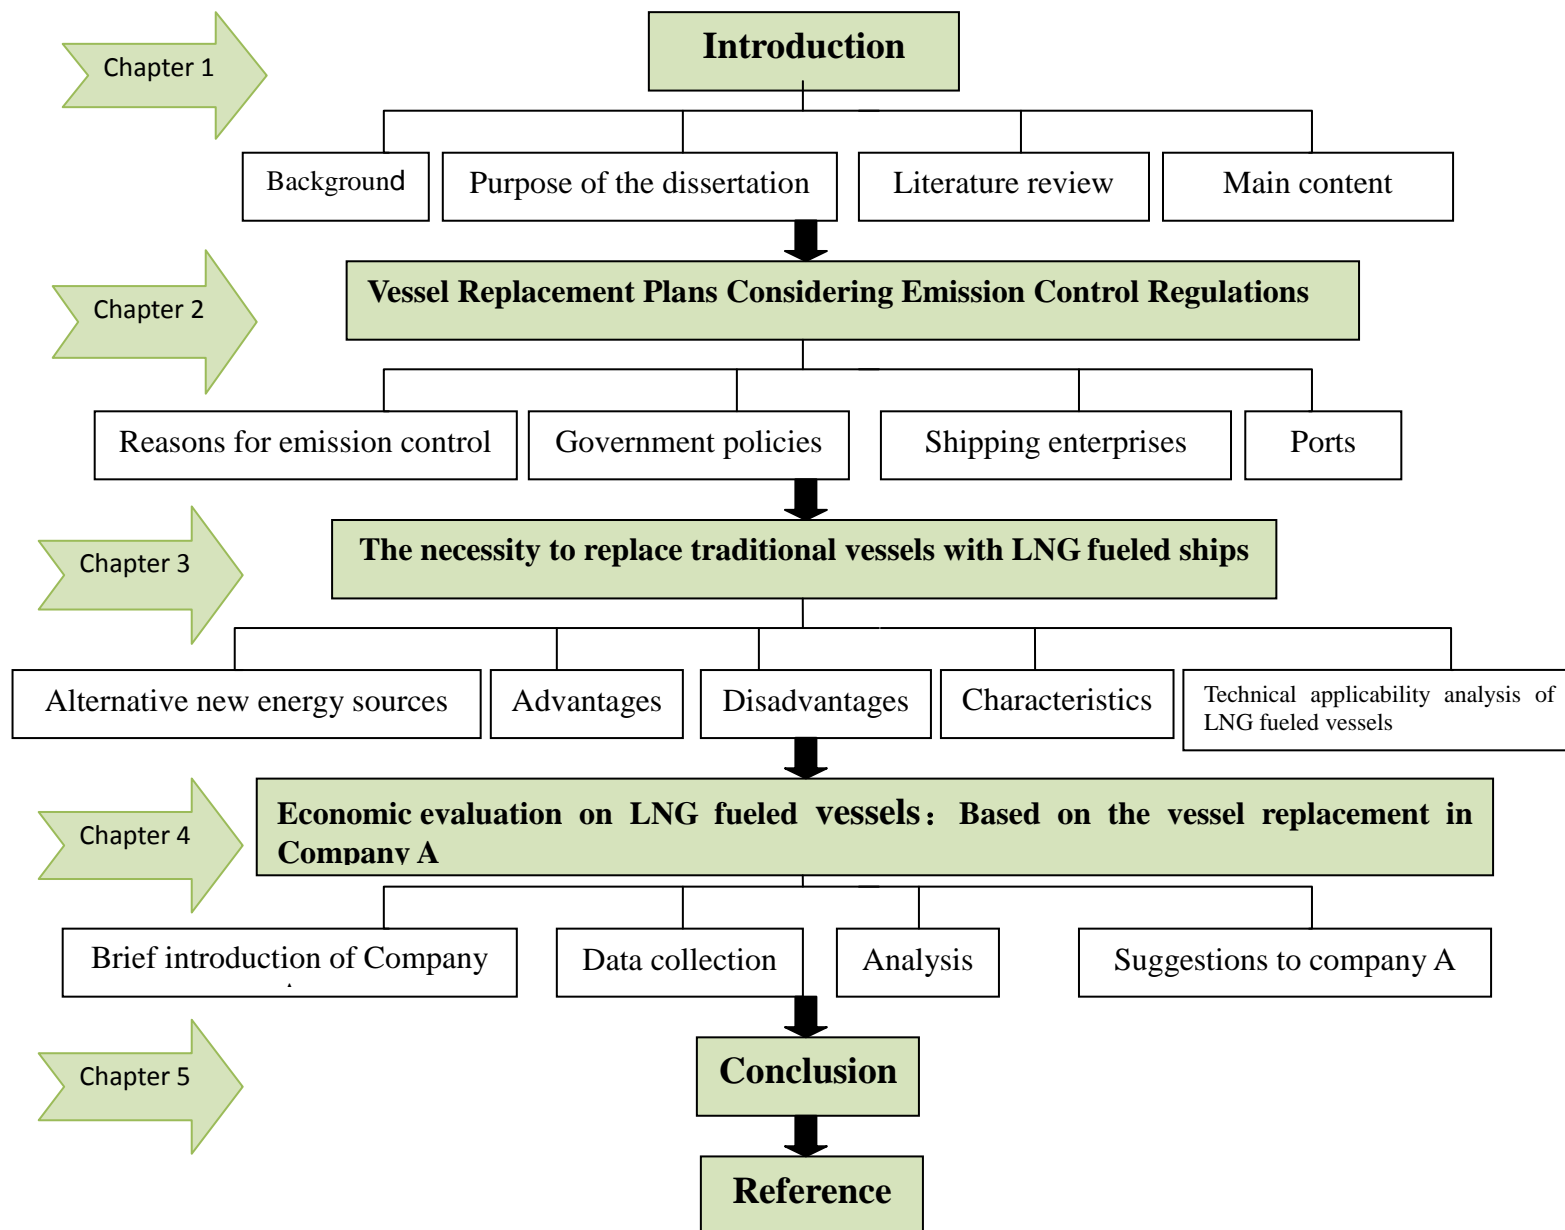 Chapter 1
Introduction
Background
Purpose of the dissertation
Literature review
Main content
Chapter 2
Vessel Replacement Plans Considering Emission Control Regulations
Reasons for emission control
Government policies
Shipping enterprises
Ports
Chapter 3
The necessity to replace traditional vessels with LNG fueled ships
Alternative new energy sources
Advantages
Disadvantages
Characteristics
Technical applicability analysis of
LNG fueled vessels
Chapter 4
Economic evaluation on LNG fueled vessels：Based on the vessel replacement in
Company A
Brief introduction of Company
Data collection
Analysis
Suggestions to company A
Chapter 5
Conclusion
Reference